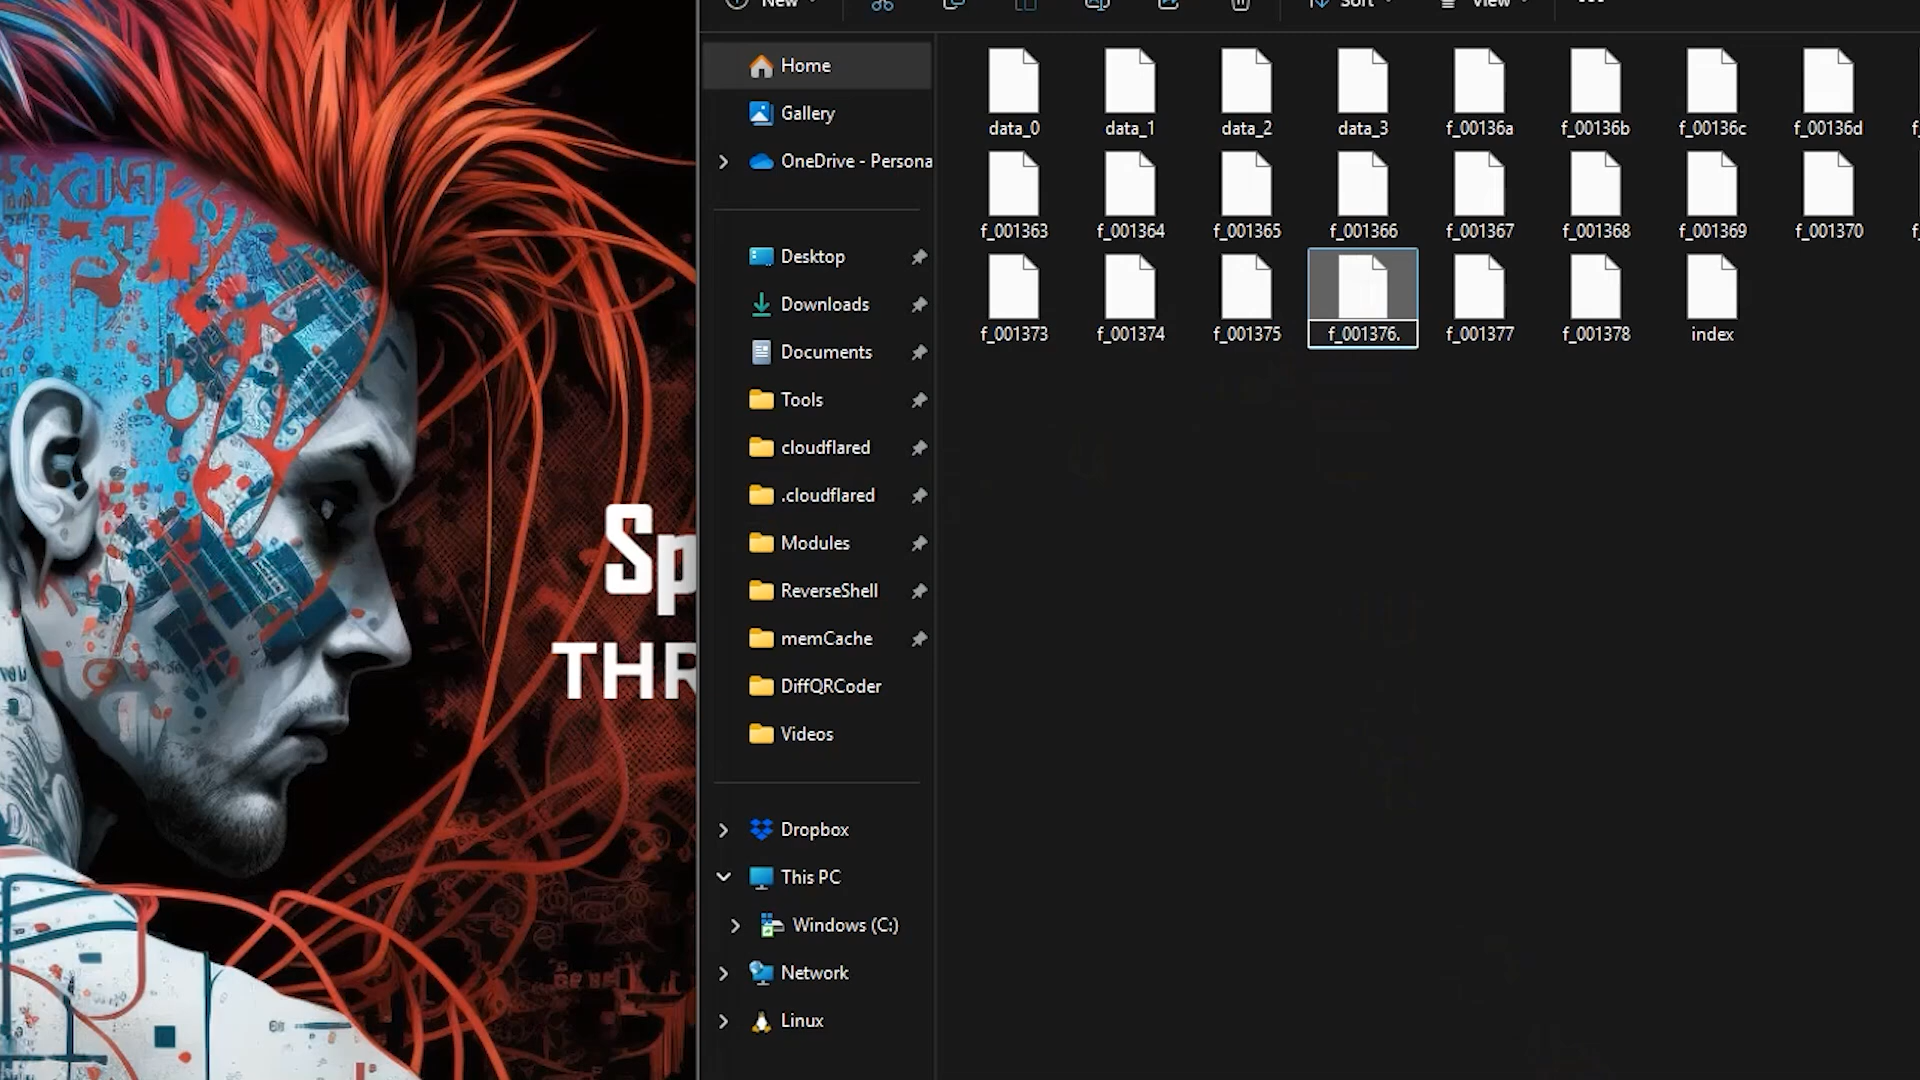 New
Sort
View
Home
Gallery
OneDrive - Persona
Desktop
Downloads
Documents
Tools
cloudflared
.cloudflared
Modules
ReverseShell
memCache
DiffQRCoder
Videos
Dropbox
This PC
Windows (C:)
Network
Linux
data_0 data_1 data_2 data_3 f_00136a f_00136b f_00136c f_00136d
f_001363 f_001364 f_001365 f_001366 f_001367 f_001368 f_001369 f_001370
f_001373 f_001374 f_001375 f_001376. f_001377 f_001378 index
Sp
THR